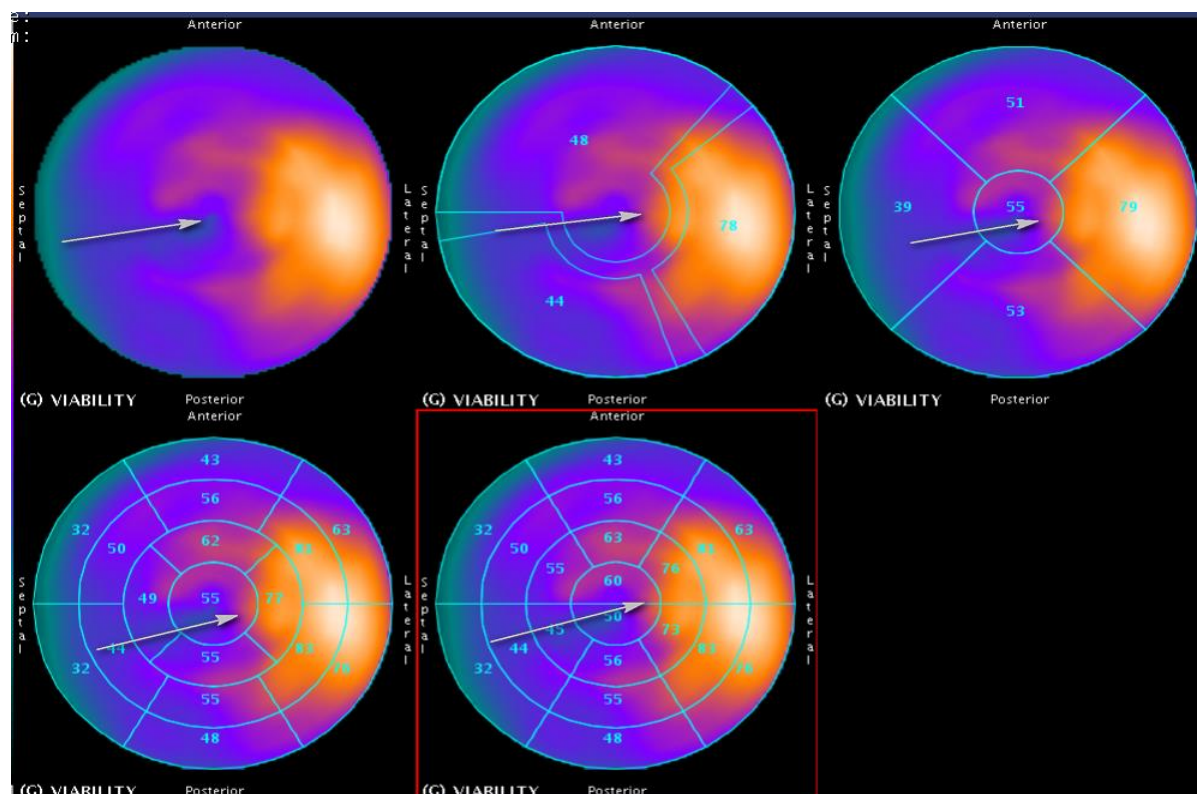 e:
m:
Anterior
Septal
Lateral
(G) VIABILITY
Posterior
Anterior
Septal
48
78
44
(G) VIABILITY
Posterior
Anterior
Lateral
Septal
51
39
55
79
53
(G) VIABILITY
Posterior
Anterior
Septal
Lateral
43
56
32
50
62
81
63
49
55
77
32
44
55
83
76
55
48
(G) VIABILITY
Posterior
Anterior
Septal
Lateral
43
56
32
50
63
81
63
55
60
76
32
44
45
50
73
83
76
56
55
48
(G) VIABILITY
Posterior